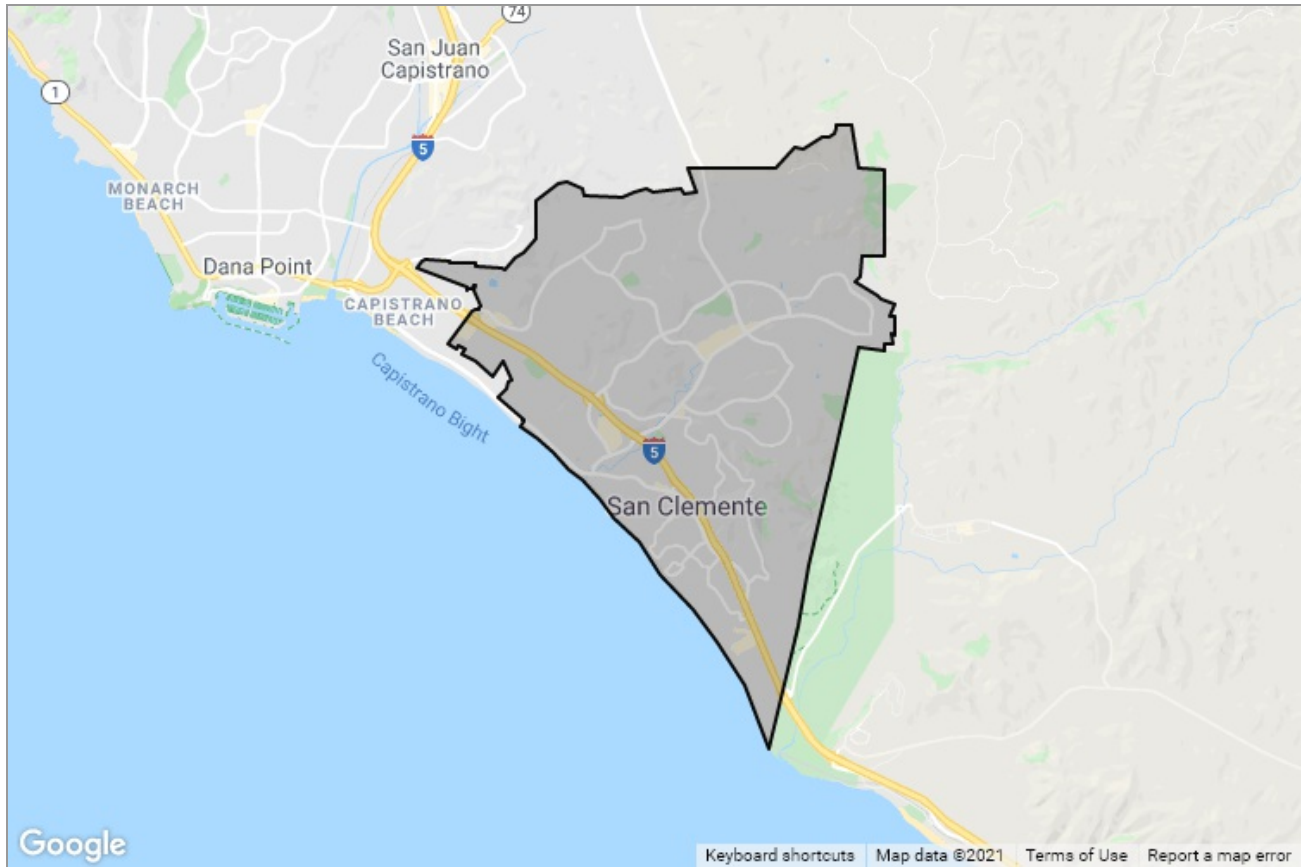 74
San Juan
Capistrano
1
5
MONARCH
BEACH
Dana Point
CAPISTRANO
BEACH
Capistrano Bight
5
San Clemente
Google
Keyboard shortcuts
Map data ©2021
Terms of Use
Report a map error